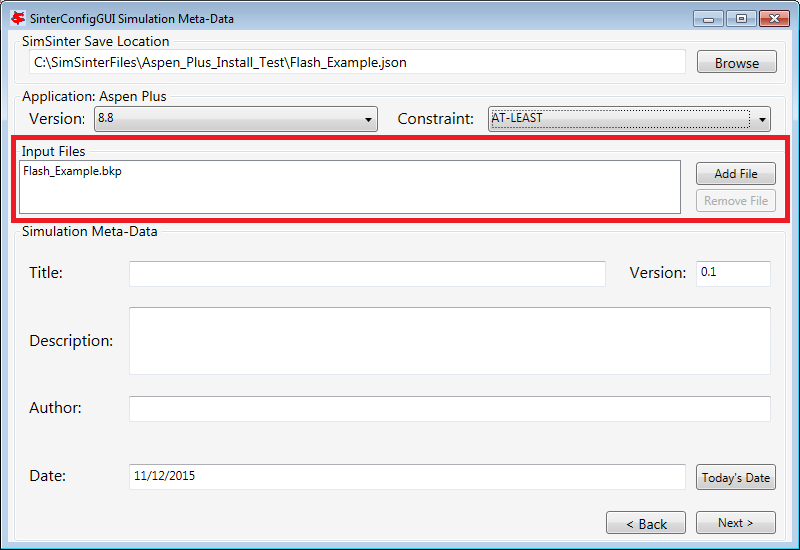 SinterConfigGUI Simulation Meta-Data
SimSinter Save Location
C:\SimSinterFiles\Aspen_Plus_Install_Test\Flash_Example.json
Browse
Application: Aspen Plus
Version: 8.8 Constraint: AT-LEAST
Input Files
Flash_Example.bkp
Add File
Remove File
Simulation Meta-Data
Title: Version: 0.1
Description:
Author:
Date: 11/12/2015 Today's Date
< Back Next >